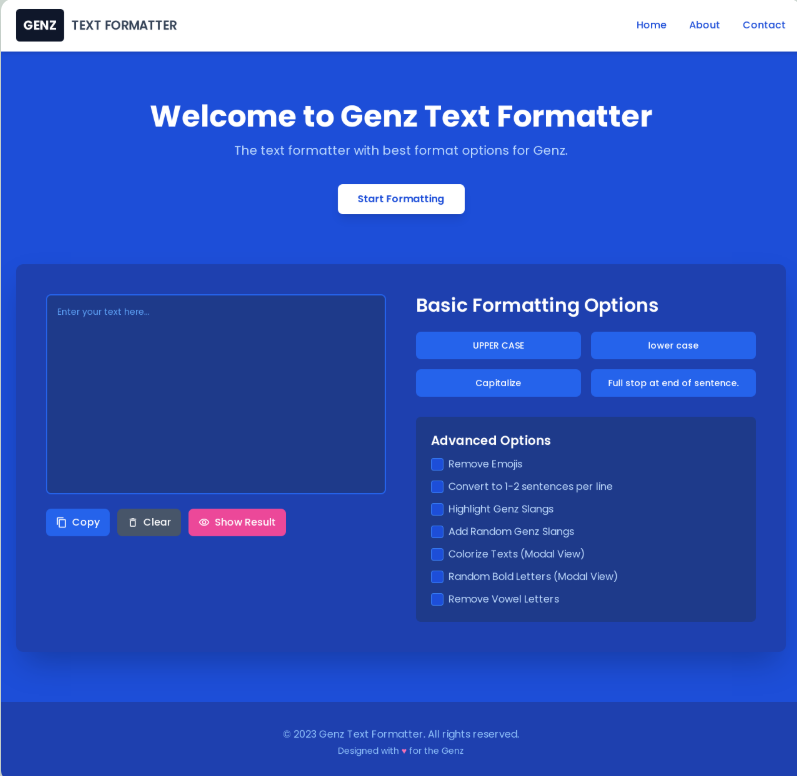 GENZ TEXT FORMATTER
Home About Contact
Welcome to Genz Text Formatter
The text formatter with best format options for Genz.
Start Formatting
Enter your text here...
Copy Clear Show Result
Basic Formatting Options
UPPER CASE lower case
Capitalize Full stop at end of sentence.
Advanced Options
Remove Emojis
Convert to 1-2 sentences per line
Highlight Genz Slangs
Add Random Genz Slangs
Colorize Texts (Modal View)
Random Bold Letters (Modal View)
Remove Vowel Letters
© 2023 Genz Text Formatter. All rights reserved.
Designed with ♥ for the Genz